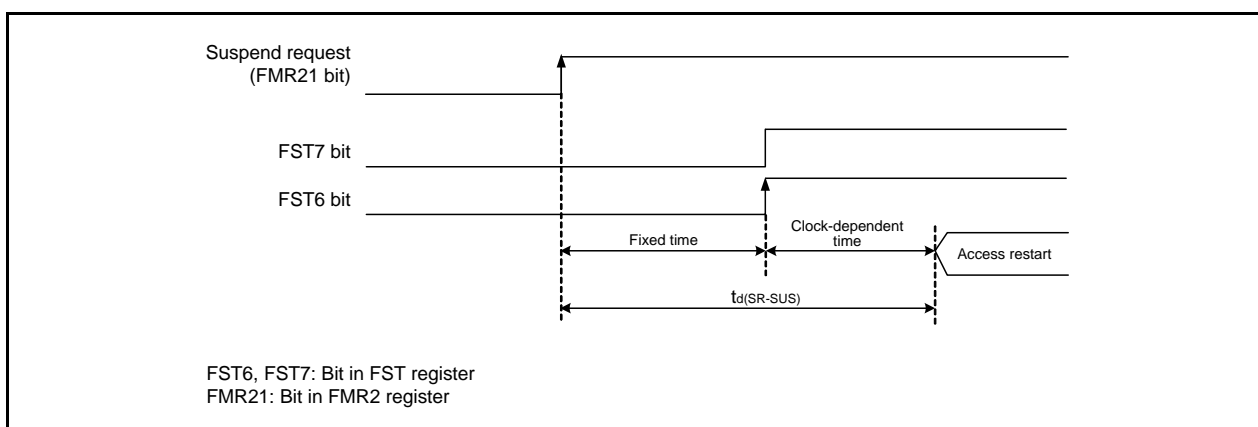 Suspend request
(FMR21 bit)
FST7 bit
FST6 bit
Fixed time
Clock-dependent
time
Access restart
td(SR-SUS)
FST6, FST7: Bit in FST register
FMR21: Bit in FMR2 register